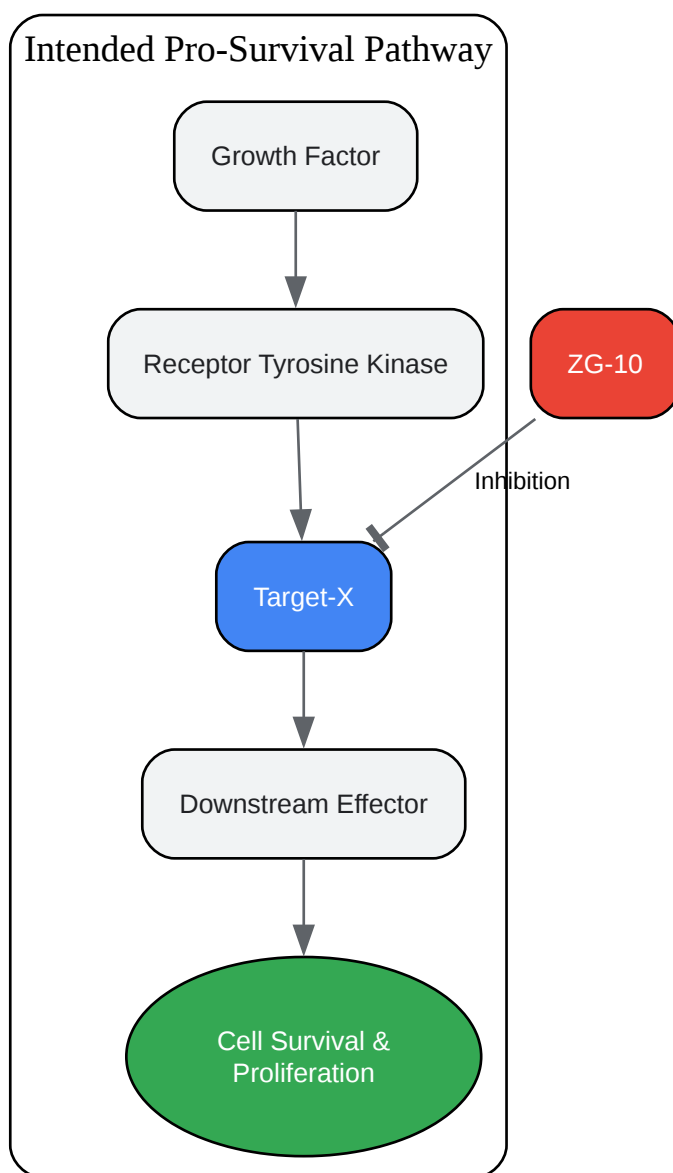 Intended Pro-Survival Pathway
Growth Factor
Receptor Tyrosine Kinase
ZG-10
Inhibition
Target-X
Downstream Effector
Cell Survival &
Proliferation